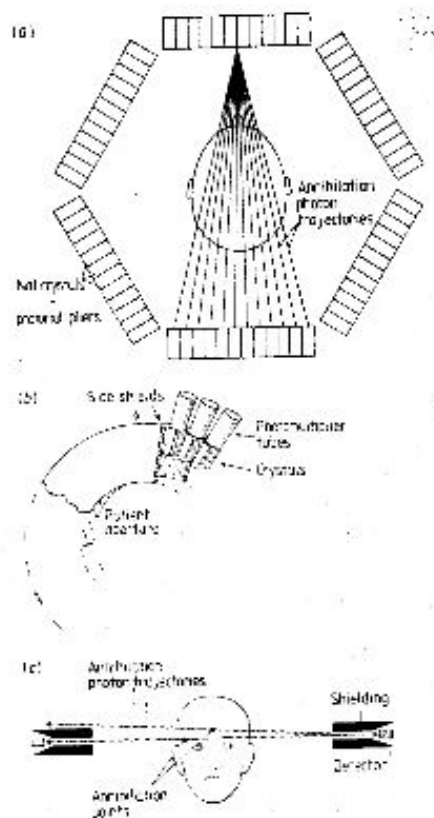 (a)
Annihilation
photon
trajectories
NaI crystals
+
(b)
Side shields
Photomultiplier
tubes
Crystals
Patient
aperture
(c)
Annihilation
photon trajectories
Shielding
Detector
Annihilation
points